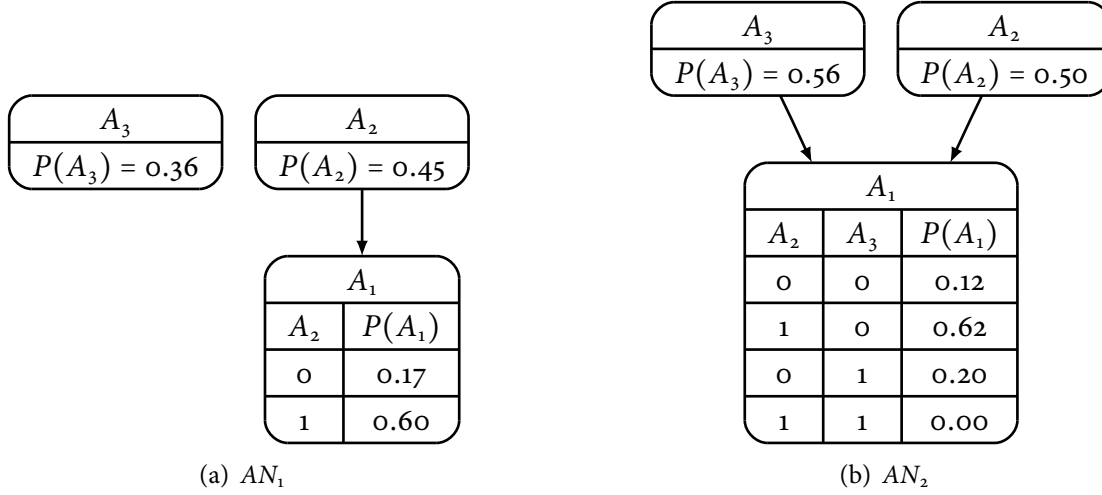 A₃
P(A₃) = 0.36
A₂
P(A₂) = 0.45
A₁
A₂ P(A₁)
0 0.17
1 0.60
(a) AN₁
A₃
P(A₃) = 0.56
A₂
P(A₂) = 0.50
A₁
A₂ A₃ P(A₁)
0 0 0.12
1 0 0.62
0 1 0.20
1 1 0.00
(b) AN₂